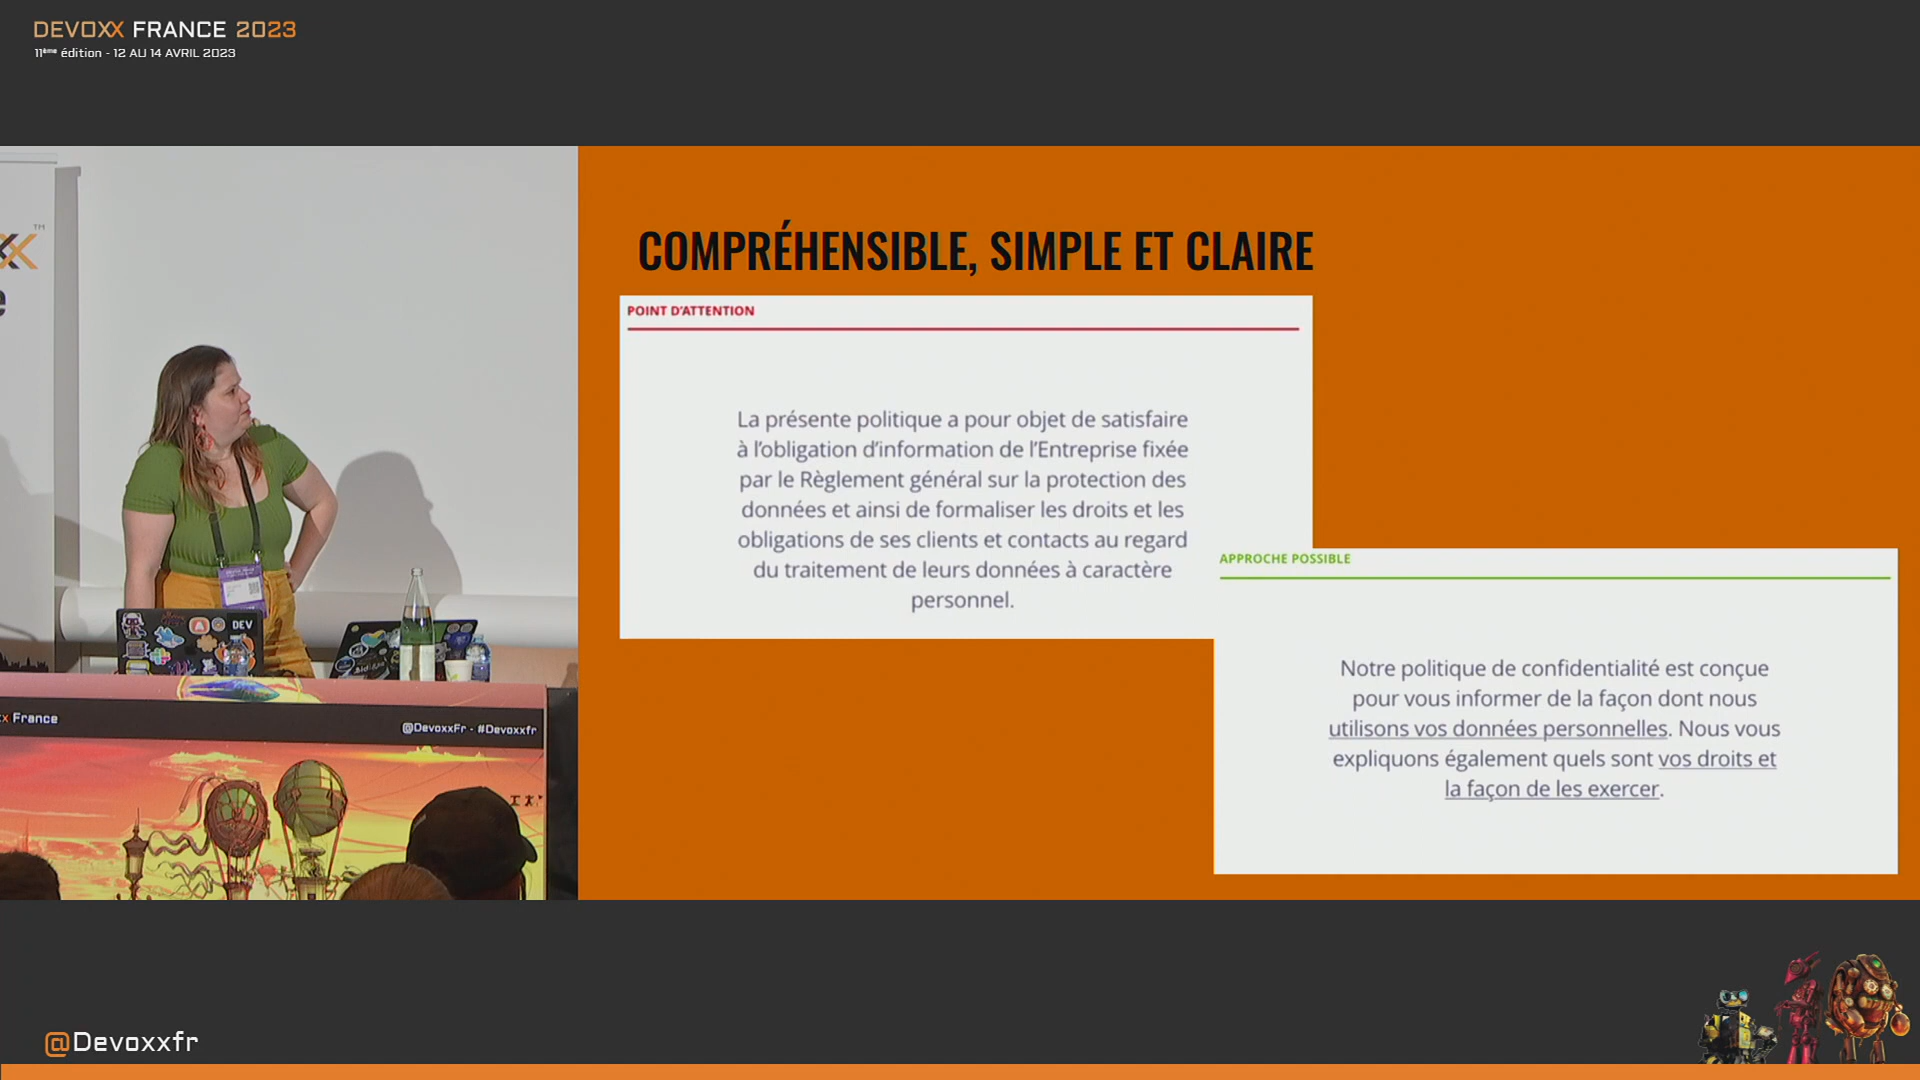 DEVOXX FRANCE 2023
11ème édition - 12 AU 14 AVRIL 2023
TM
COMPRÉHENSIBLE, SIMPLE ET CLAIRE
POINT D'ATTENTION
La présente politique a pour objet de satisfaire
à l'obligation d'information de l'Entreprise fixée
par le Règlement général sur la protection des
données et ainsi de formaliser les droits et les
obligations de ses clients et contacts au regard
du traitement de leurs données à caractère
personnel.
APPROCHE POSSIBLE
Notre politique de confidentialité est conçue
pour vous informer de la façon dont nous
utilisons vos données personnelles. Nous vous
expliquons également quels sont vos droits et
la façon de les exercer.
DEV
x France
@DevoxxFr - #Devoxxfr
@Devoxxfr